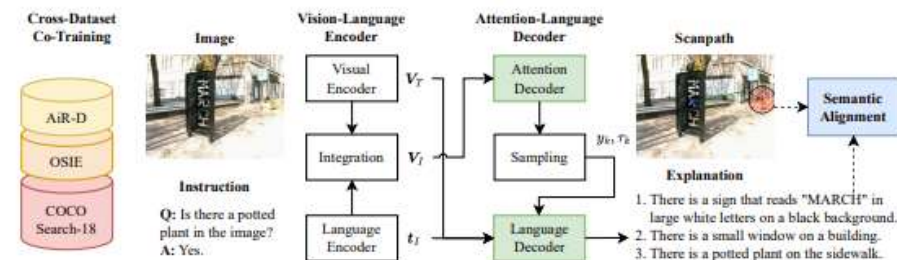 Cross-Dataset
Co-Training
AiR-D
OSIE
COCO
Search-18
Image
MARCH
Instruction
Q: Is there a potted
plant in the image?
A: Yes.
Vision-Language
Encoder
Visual
Encoder
Integration
Language
Encoder
V_T
V_I
t_I
Attention-Language
Decoder
Attention
Decoder
Sampling
y_k, τ_k
Language
Decoder
Scanpath
MARCH
Explanation
1. There is a sign that reads "MARCH" in
large white letters on a black background.
2. There is a small window on a building.
3. There is a potted plant on the sidewalk.
Semantic
Alignment